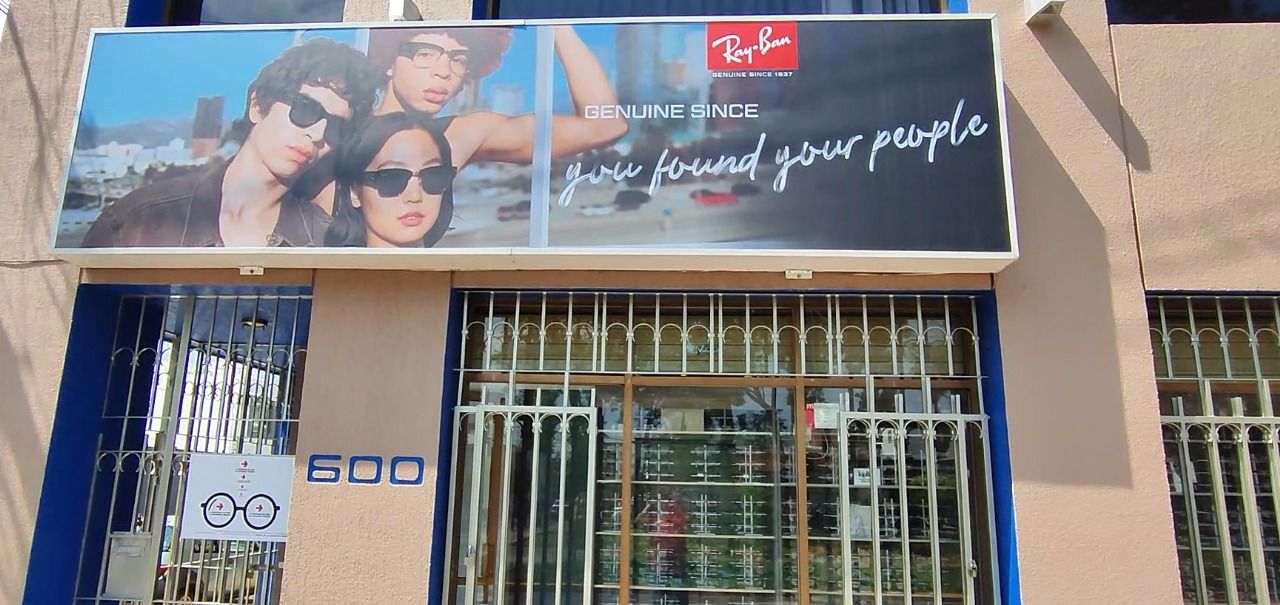 Ray-Ban
GENUINE SINCE 1937
GENUINE SINCE
you found your people
600